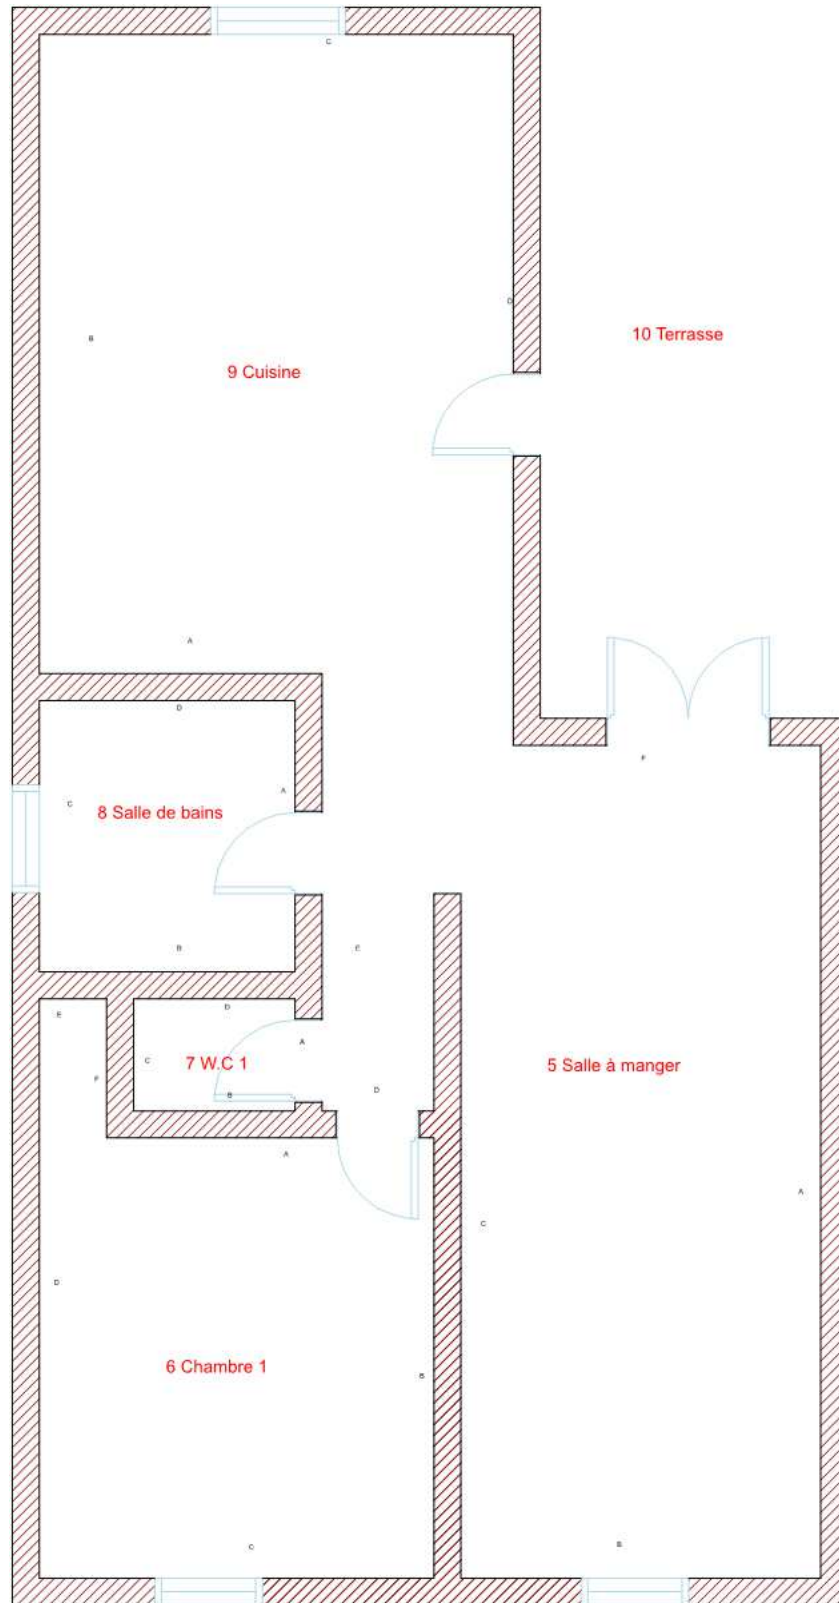 C
D
B
10 Terrasse
9 Cuisine
A
D
F
A
C
8 Salle de bains
B
E
D
E
A
C
7 W.C 1
5 Salle à manger
F
B
D
A
A
C
D
6 Chambre 1
B
B
C